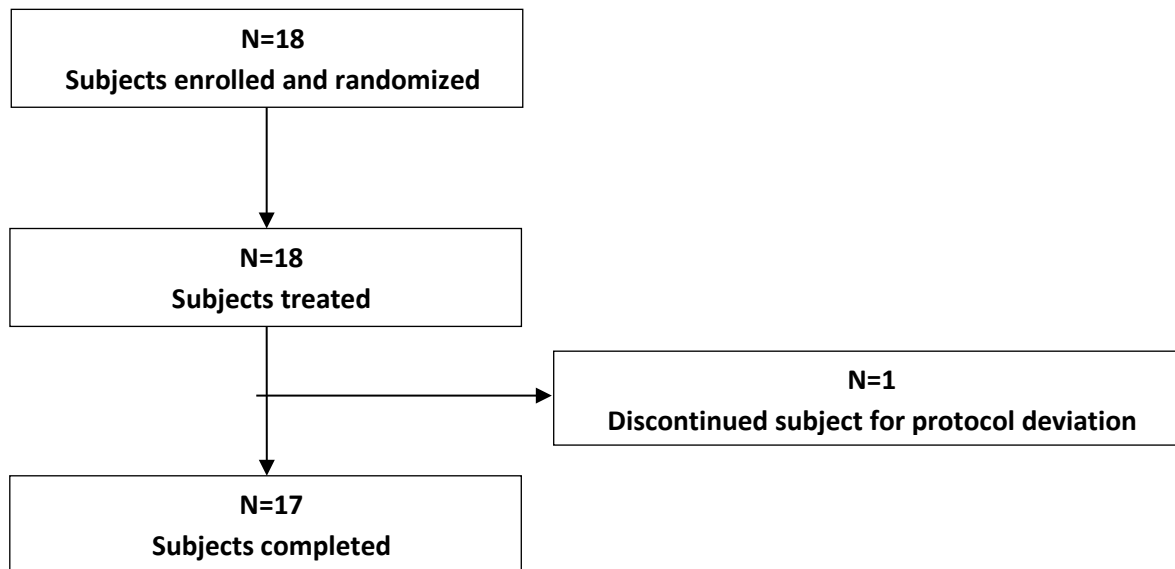 N=18
Subjects enrolled and randomized
N=18
Subjects treated
N=1
Discontinued subject for protocol deviation
N=17
Subjects completed